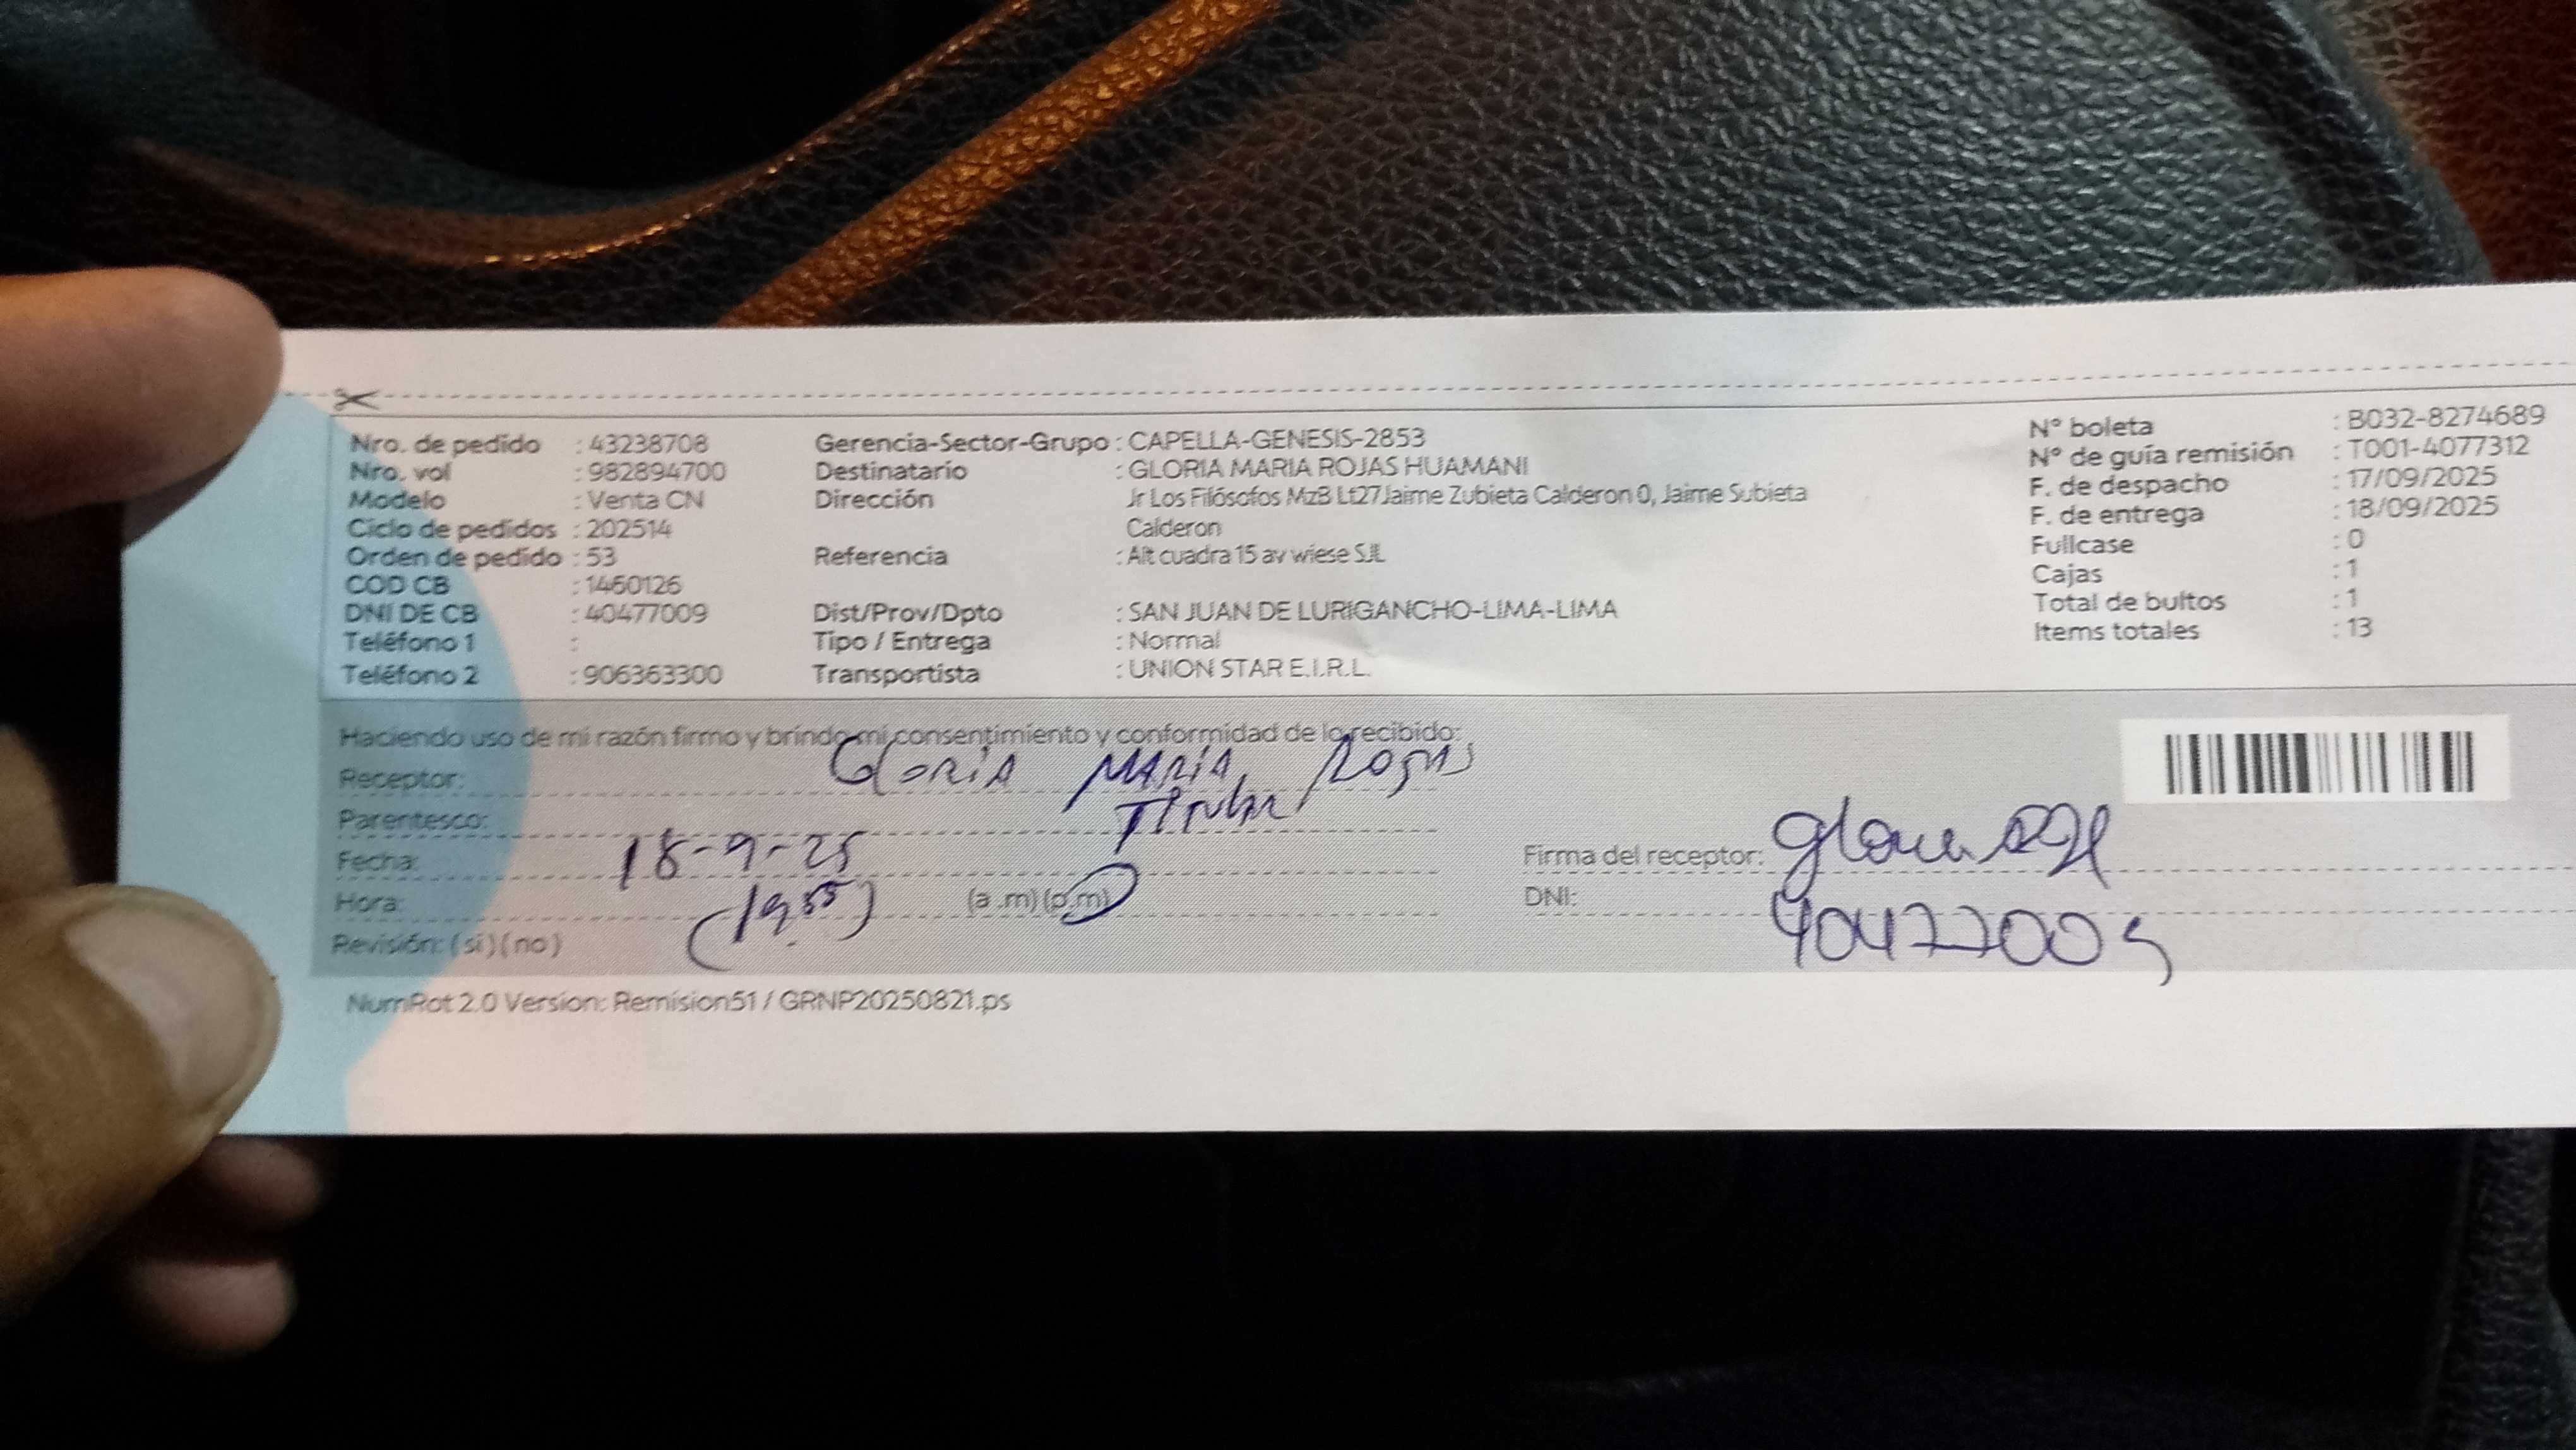 Nro. de pedido : 43238708
Nro. vol : 982894700
Modelo : Venta CN
Ciclo de pedidos : 202514
Orden de pedido : 53
COD CB : 1460126
DNI DE CB : 40477009
Teléfono 1 :
Teléfono 2 : 906363300
Gerencia-Sector-Grupo : CAPELLA-GENESIS-2853
Destinatario : GLORIA MARIA ROJAS HUAMANI
Dirección Jr Los Filósofos MzB Lt27Jaime Zubieta Calderon 0, Jaime Subieta
Calderon
Referencia : Alt cuadra 15 av wiese SJL
Dist/Prov/Dpto : SAN JUAN DE LURIGANCHO-LIMA-LIMA
Tipo / Entrega : Normal
Transportista : UNION STAR E.I.R.L.
N° boleta : B032-8274689
N° de guía remisión : T001-4077312
F. de despacho : 17/09/2025
F. de entrega : 18/09/2025
Fullcase : 0
Cajas : 1
Total de bultos : 1
Items totales : 13
Haciendo uso de mi razón firmo y brindo mi consentimiento y conformidad de lo recibido:
Receptor: GLORIA MARIA ROJAS
Parentesco: Titular
Fecha: 18-9-25
Hora: (19 55) (a .m) (p.m)
Revisión: ( si ) ( no )
Firma del receptor: Gloria
DNI: 40477009
NumRot 2.0 Version: Remision51 / GRNP20250821.ps